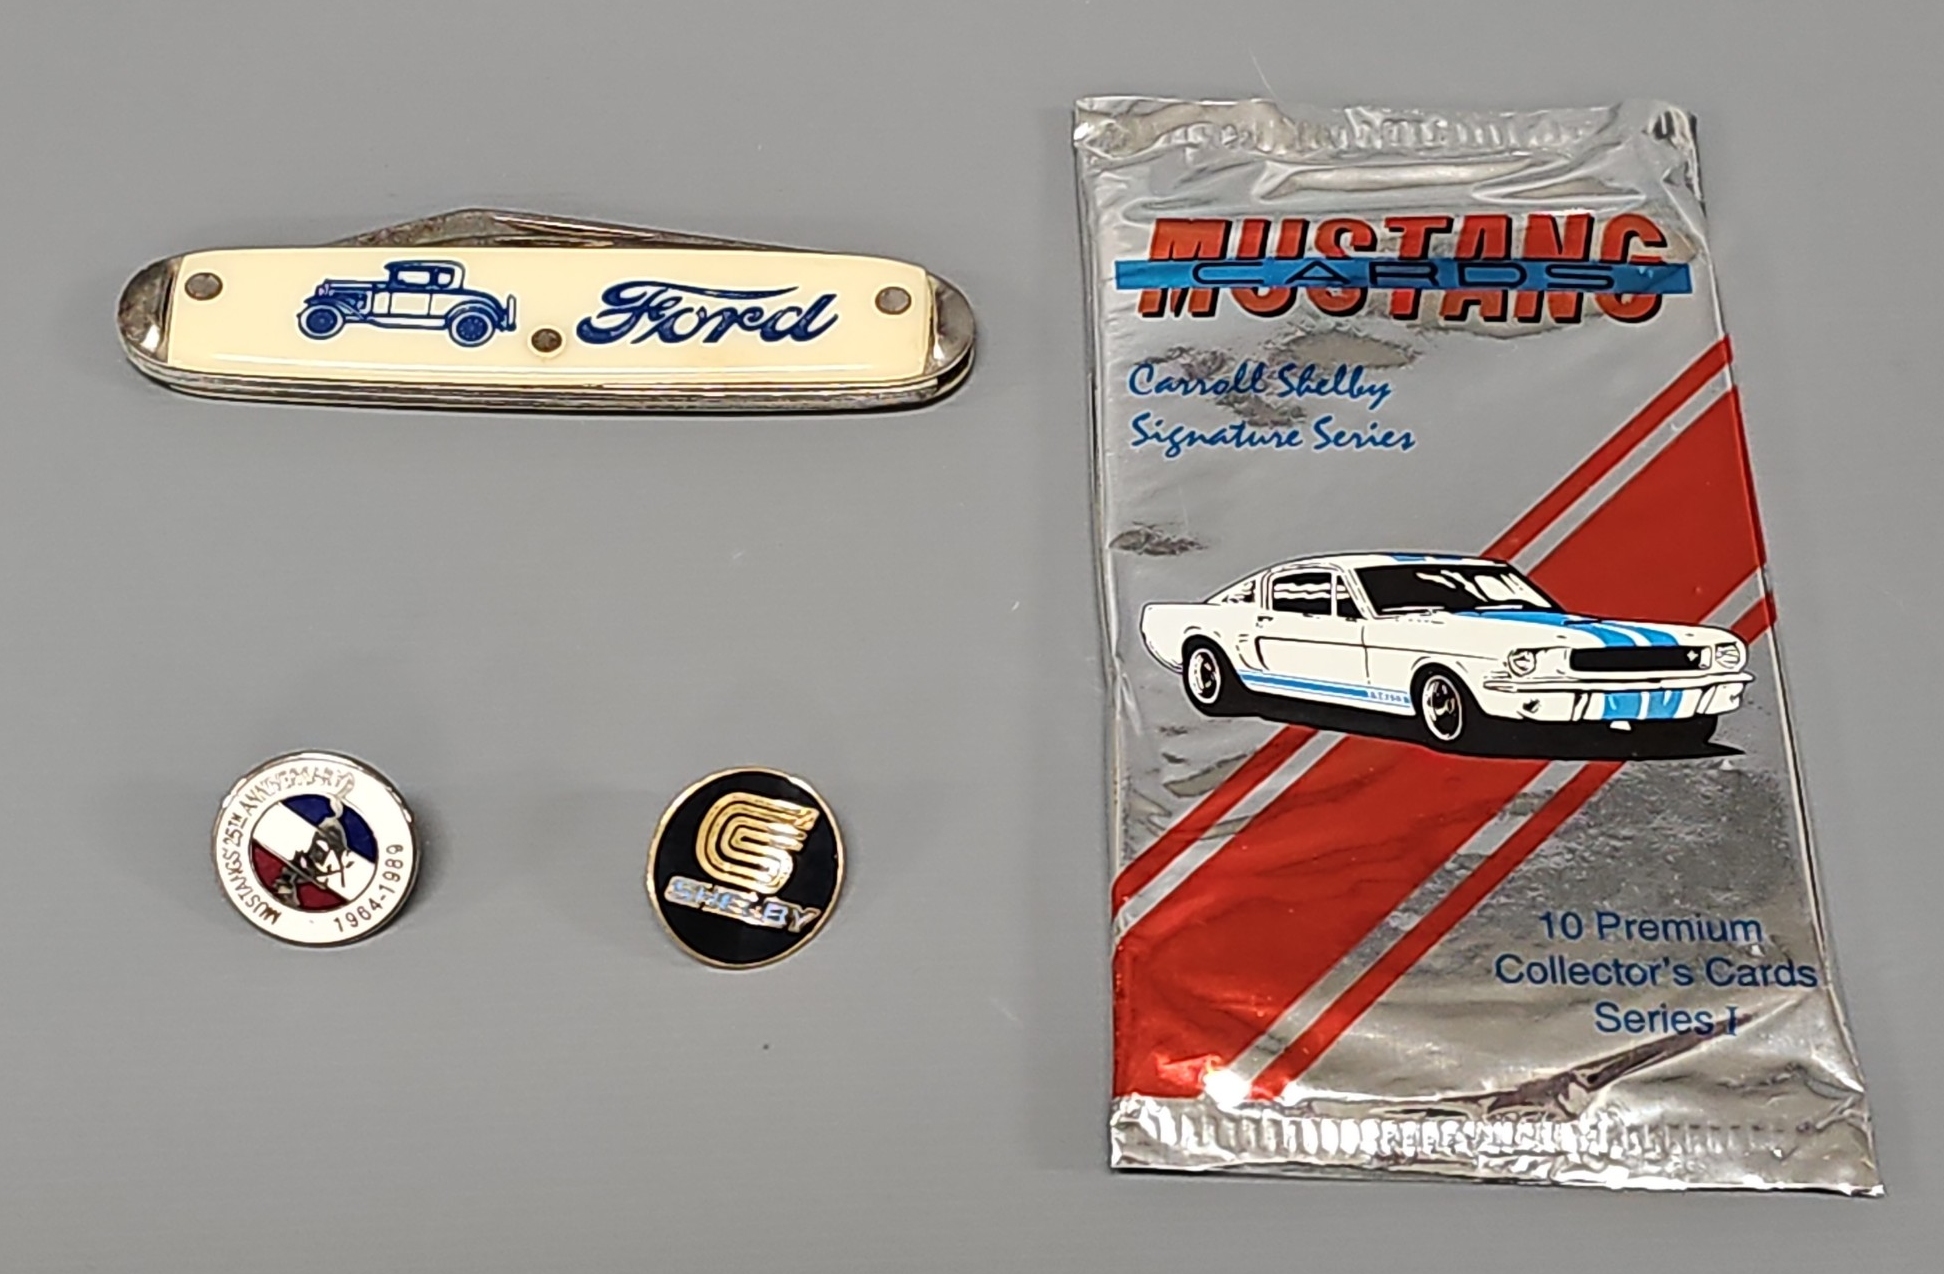 Ford
MUSTANG
CARDS
Carroll Shelby
Signature Series
10 Premium
Collector's Cards
Series I
MUSTANGS' 25TH ANNIVERSARY
1964-1989
SHELBY